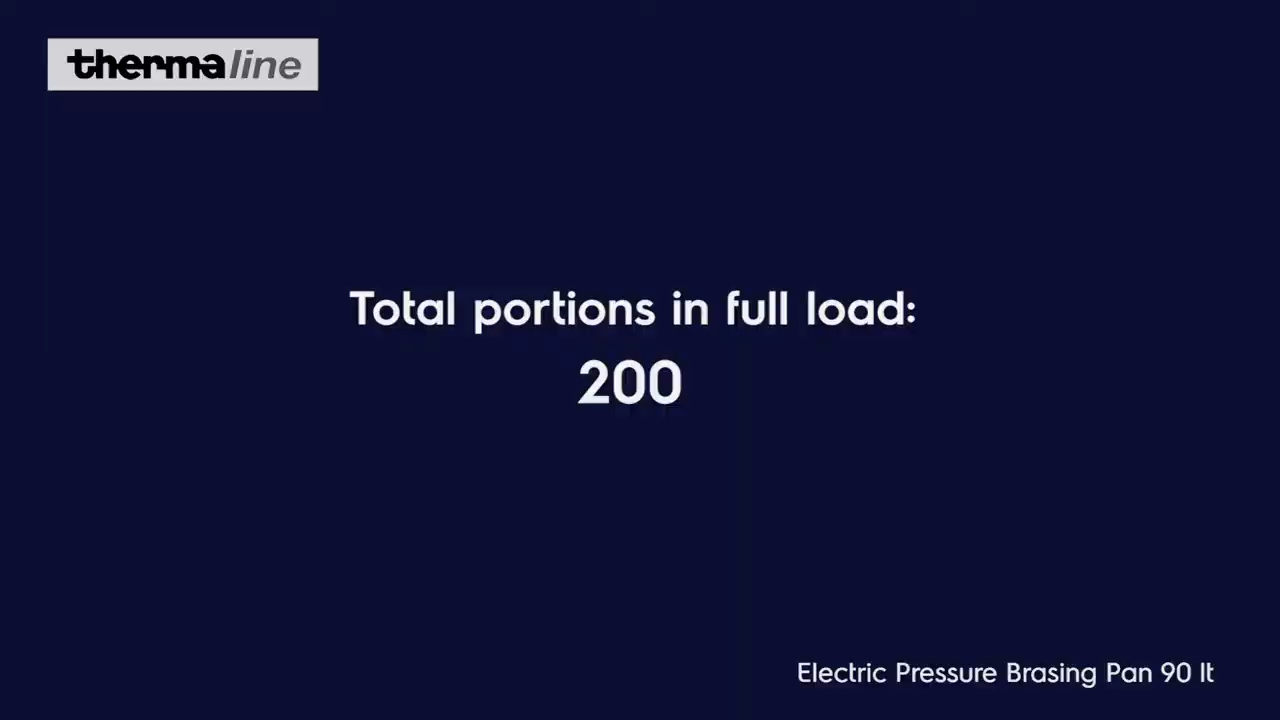 thermaline
Total portions in full load:
200
Electric Pressure Brasing Pan 90 lt